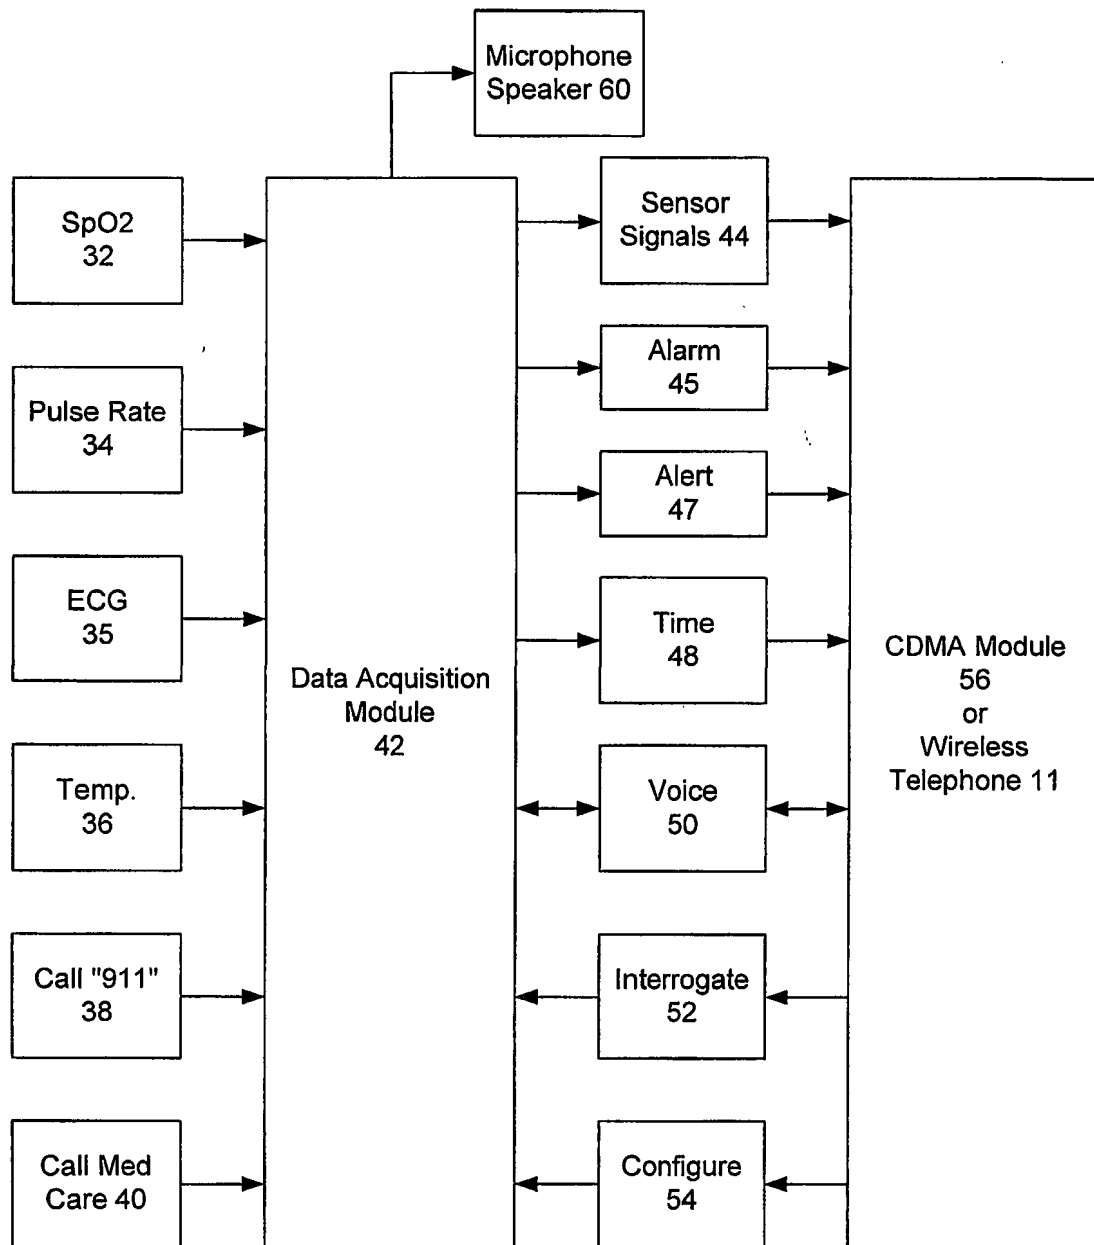 Microphone
Speaker 60
SpO2
32
Pulse Rate
34
ECG
35
Temp.
36
Call "911"
38
Call Med
Care 40
Data Acquisition
Module
42
Sensor
Signals 44
Alarm
45
Alert
47
Time
48
Voice
50
Interrogate
52
Configure
54
CDMA Module
56
or
Wireless
Telephone 11